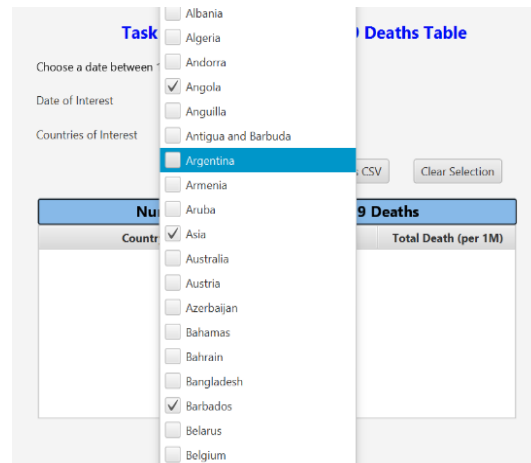 Albania
Task 9 Deaths Table
Algeria
Choose a date between Andorra
Angola
Date of Interest
Anguilla
Countries of Interest Antigua and Barbuda
Argentina
CSV Clear Selection
Armenia
Aruba
9 Deaths
Asia Total Death (per 1M)
Australia
Austria
Azerbaijan
Bahamas
Bahrain
Bangladesh
Barbados
Belarus
Belgium